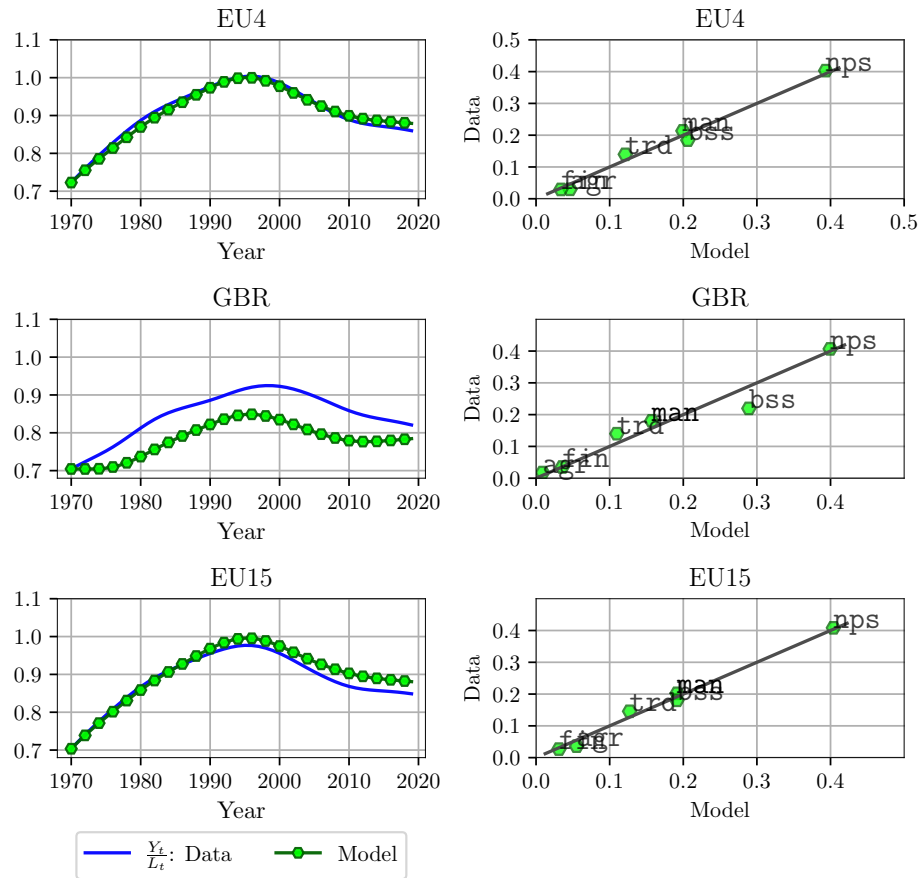 EU4
1.1
1.0
0.9
0.8
0.7
1970 1980 1990 2000 2010 2020
Year
EU4
Data
0.5
0.4
0.3
0.2
0.1
0.0
nps
man
bss
trd
fin
agr
0.0 0.1 0.2 0.3 0.4 0.5
Model
GBR
1.1
1.0
0.9
0.8
0.7
1970 1980 1990 2000 2010 2020
Year
GBR
Data
0.4
0.3
0.2
0.1
0.0
nps
bss
man
trd
fin
agr
0.0 0.1 0.2 0.3 0.4
Model
EU15
1.1
1.0
0.9
0.8
0.7
1970 1980 1990 2000 2010 2020
Year
EU15
Data
0.4
0.3
0.2
0.1
0.0
nps
man
bss
trd
agr
fin
0.0 0.1 0.2 0.3 0.4
Model
Y_t/L_t: Data
Model